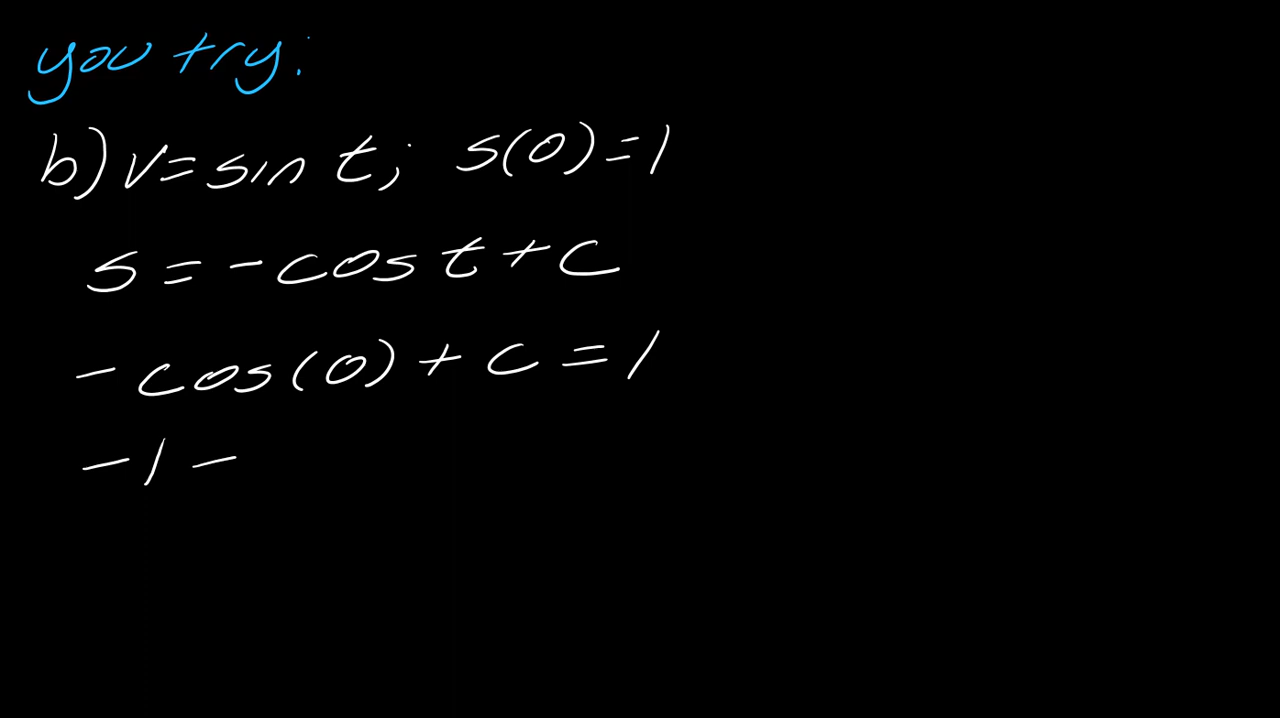 you try:
b) v = sin t; s(0) = 1
s = -cos t + c
-cos(0) + c = 1
-1 -